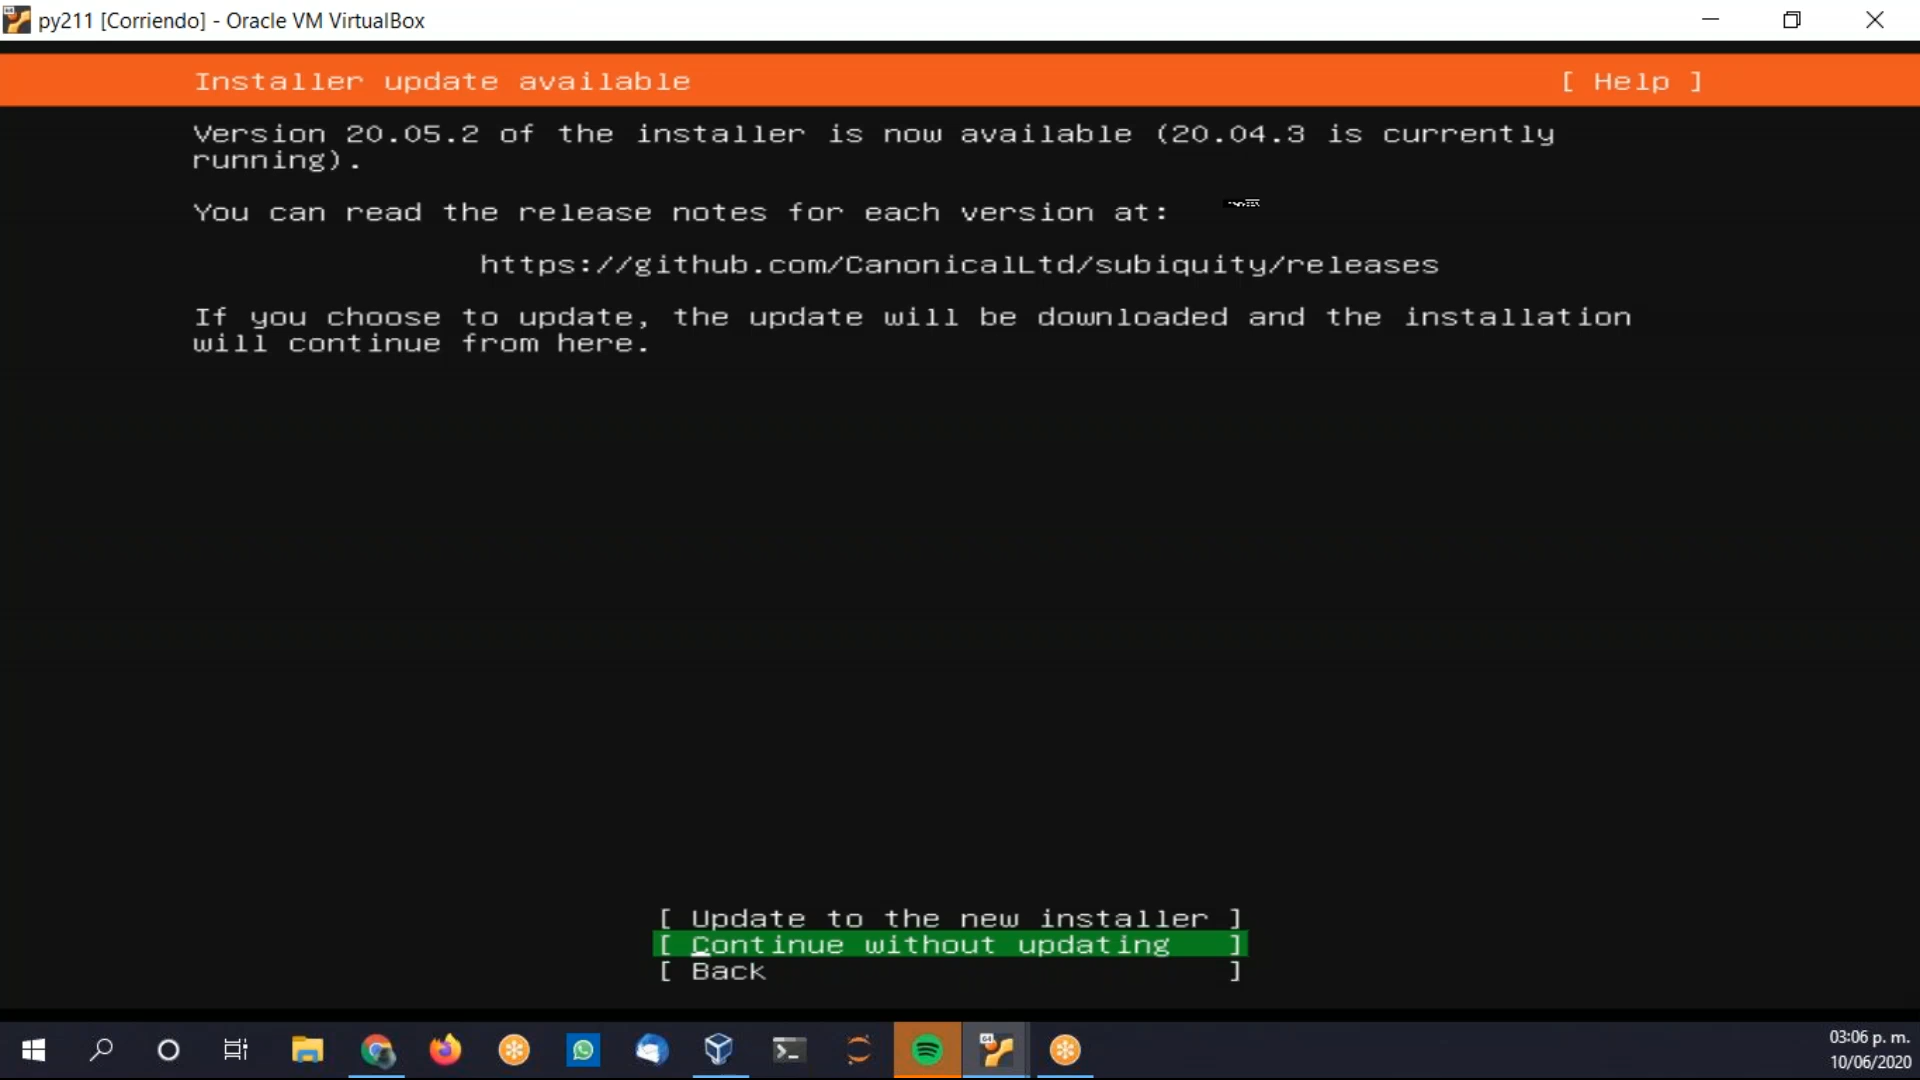 py211 [Corriendo] - Oracle VM VirtualBox
Installer update available [ Help ]
Version 20.05.2 of the installer is now available (20.04.3 is currently
running).
You can read the release notes for each version at:
https://github.com/CanonicalLtd/subiquity/releases
If you choose to update, the update will be downloaded and the installation
will continue from here.
[ Update to the new installer ]
[ Continue without updating ]
[ Back ]
03:06 p. m.
10/06/2020